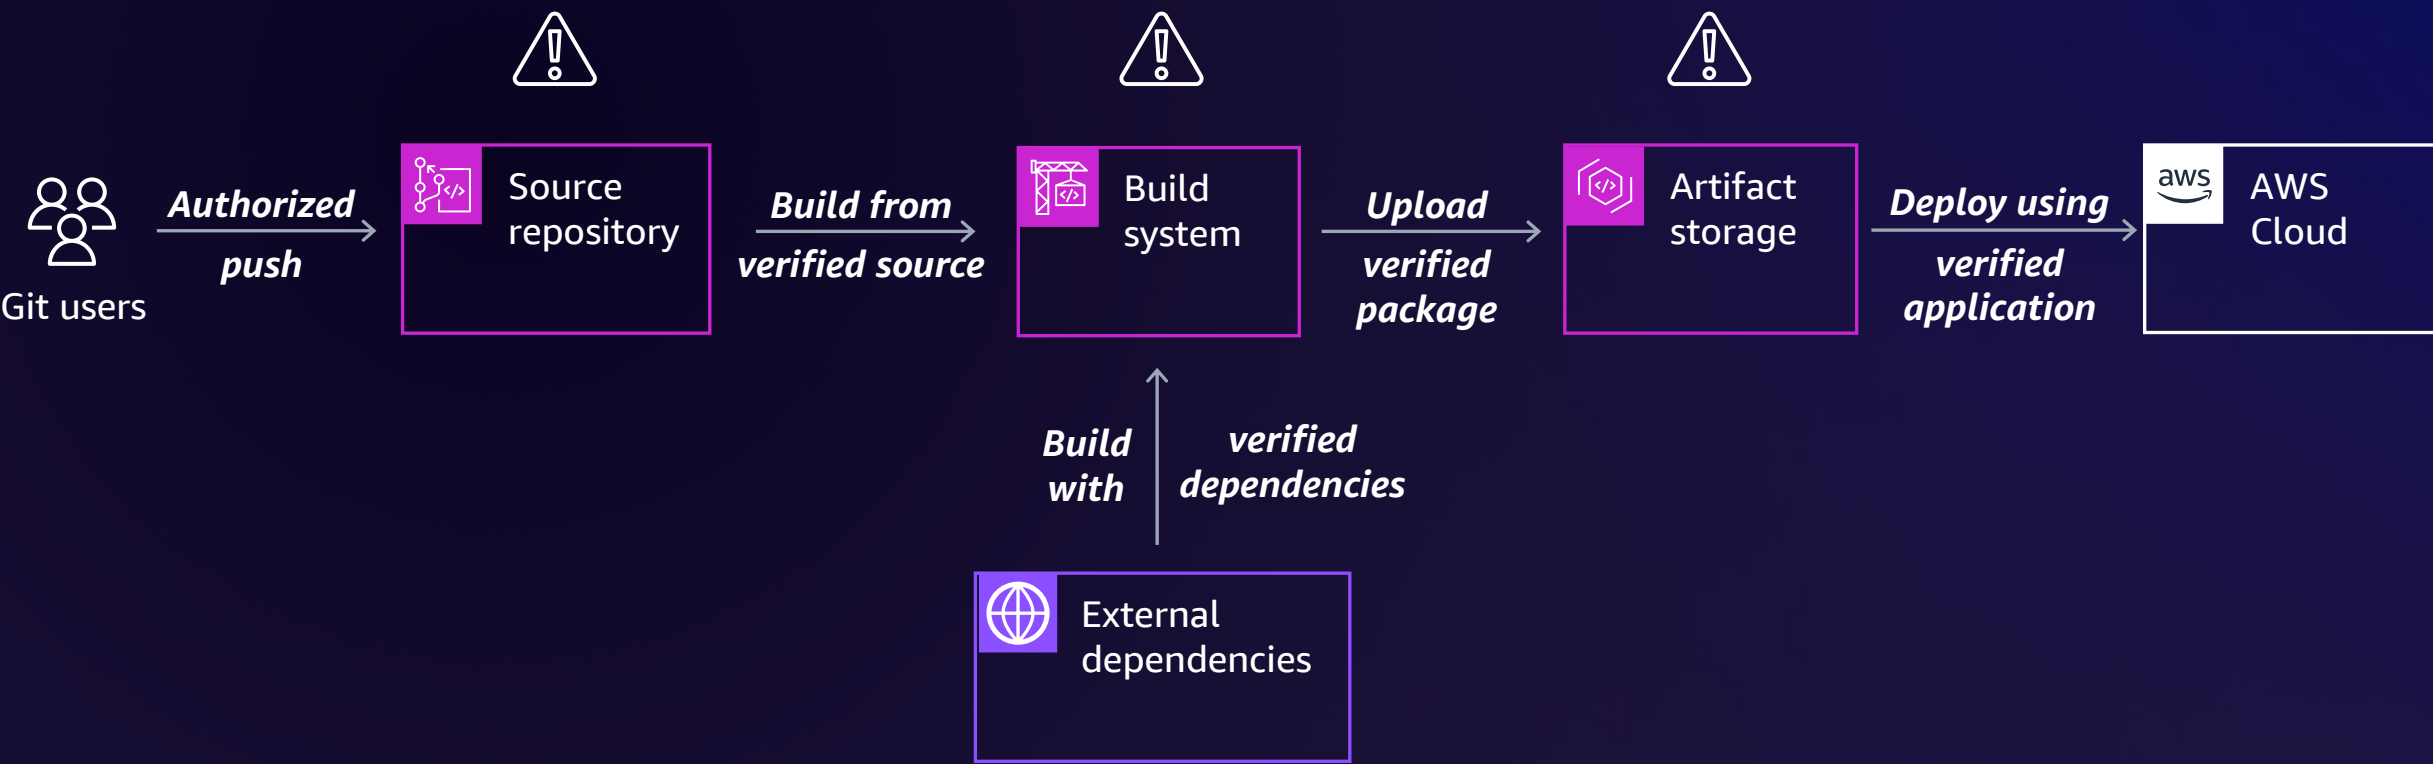 Git users
Authorized
push
Source
repository
Build from
verified source
Build
system
Upload
verified
package
Artifact
storage
Deploy using
verified
application
aws
AWS
Cloud
Build
with
verified
dependencies
External
dependencies